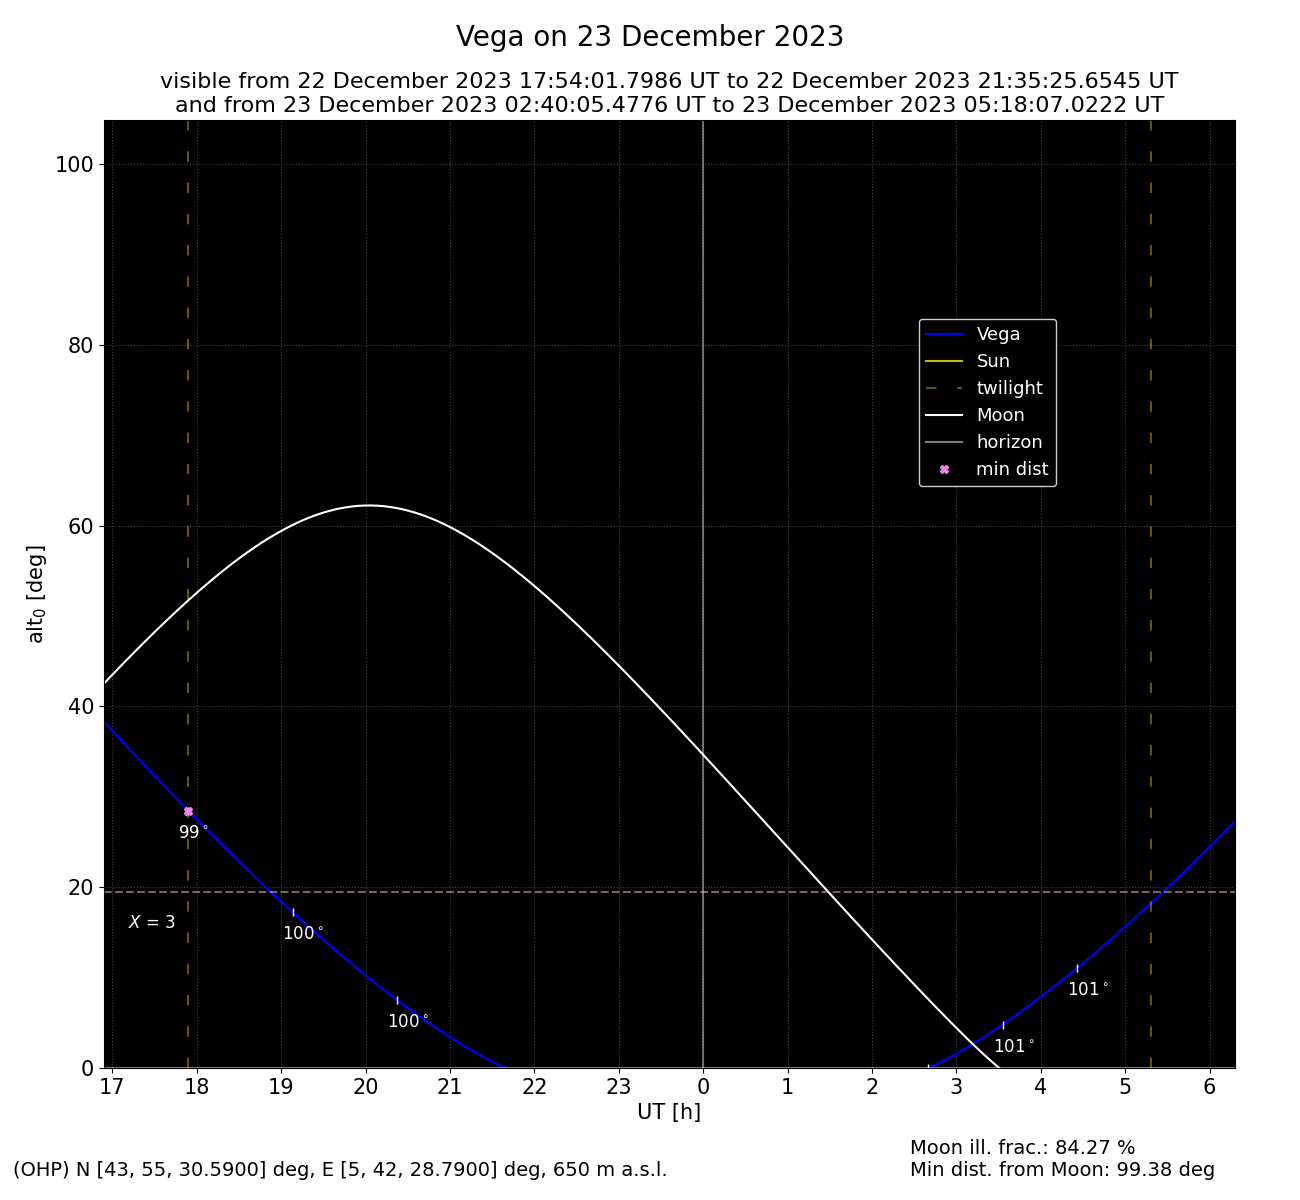 Vega on 23 December 2023
visible from 22 December 2023 17:54:01.7986 UT to 22 December 2023 21:35:25.6545 UT
and from 23 December 2023 02:40:05.4776 UT to 23 December 2023 05:18:07.0222 UT
100
80
60
40
20
0
alt₀ [deg]
Vega
Sun
twilight
Moon
horizon
min dist
99°
X = 3
100°
100°
101°
101°
17 18 19 20 21 22 23 0 1 2 3 4 5 6
UT [h]
Moon ill. frac.: 84.27 %
(OHP) N [43, 55, 30.5900] deg, E [5, 42, 28.7900] deg, 650 m a.s.l.
Min dist. from Moon: 99.38 deg